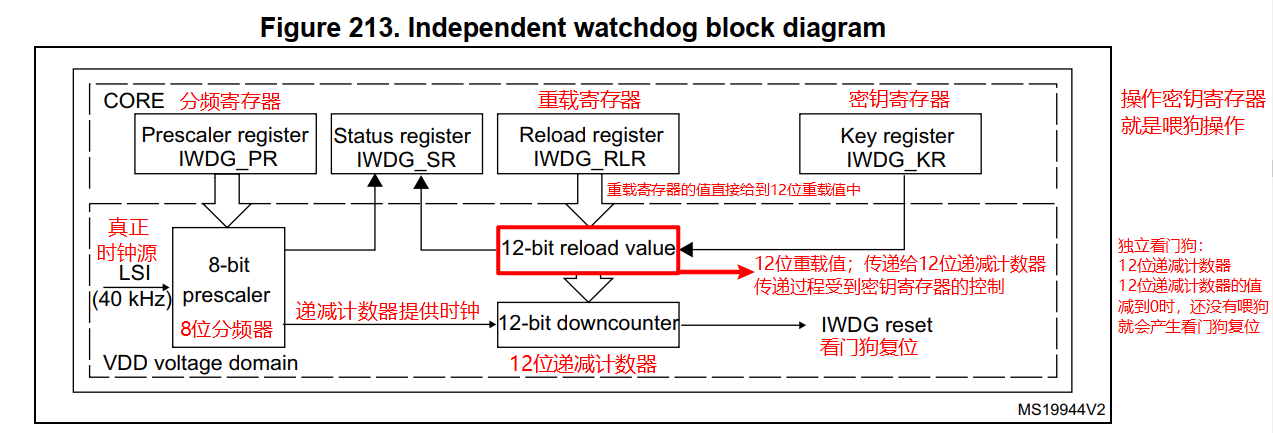 Figure 213. Independent watchdog block diagram
CORE
分频寄存器
重载寄存器
密钥寄存器
操作密钥寄存器
就是喂狗操作
Prescaler register
IWDG_PR
Status register
IWDG_SR
Reload register
IWDG_RLR
Key register
IWDG_KR
重载寄存器的值直接给到12位重载值中
真正
时钟源
LSI
(40 kHz)
8-bit
prescaler
8位分频器
12-bit reload value
12位重载值；传递给12位递减计数器
传递过程受到密钥寄存器的控制
独立看门狗：
12位递减计数器
12位递减计数器的值
减到0时，还没有喂狗
就会产生看门狗复位
递减计数器提供时钟
12-bit downcounter
12位递减计数器
IWDG reset
看门狗复位
VDD voltage domain
MS19944V2